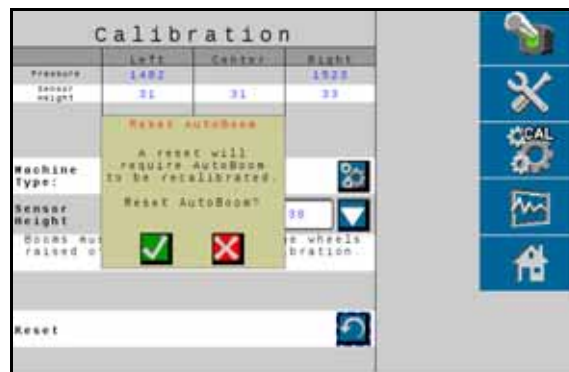 Calibration
Left Center Right
Pressure 1482 1523
Sensor Height 31 31 33
Reset AutoBoom
A reset will
require AutoBoom
to be recalibrated.
Reset AutoBoom?
Machine
Type:
Sensor
Height
38
Booms mus e wheels
raised o bration.
Reset
CAL